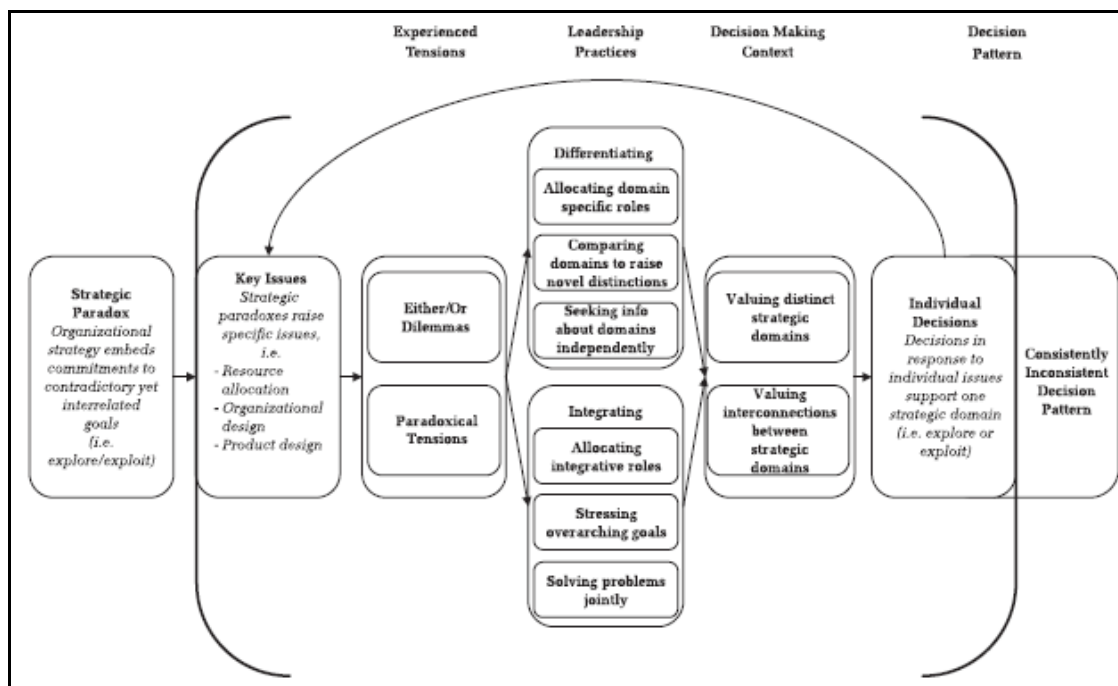 Experienced
Tensions
Leadership
Practices
Decision Making
Context
Decision
Pattern
Strategic
Paradox
Organizational
strategy embeds
commitments to
contradictory yet
interrelated
goals
(i.e.
explore/exploit)
Key Issues
Strategic
paradoxes raise
specific issues,
i.e.
- Resource
allocation
- Organizational
design
- Product design
Either/Or
Dilemmas
Paradoxical
Tensions
Differentiating
Allocating domain
specific roles
Comparing
domains to raise
novel distinctions
Seeking info
about domains
independently
Integrating
Allocating
integrative roles
Stressing
overarching goals
Solving problems
jointly
Valuing distinct
strategic
domains
Valuing
interconnections
between
strategic
domains
Individual
Decisions
Decisions in
response to
individual issues
support one
strategic domain
(i.e. explore or
exploit)
Consistently
Inconsistent
Decision
Pattern